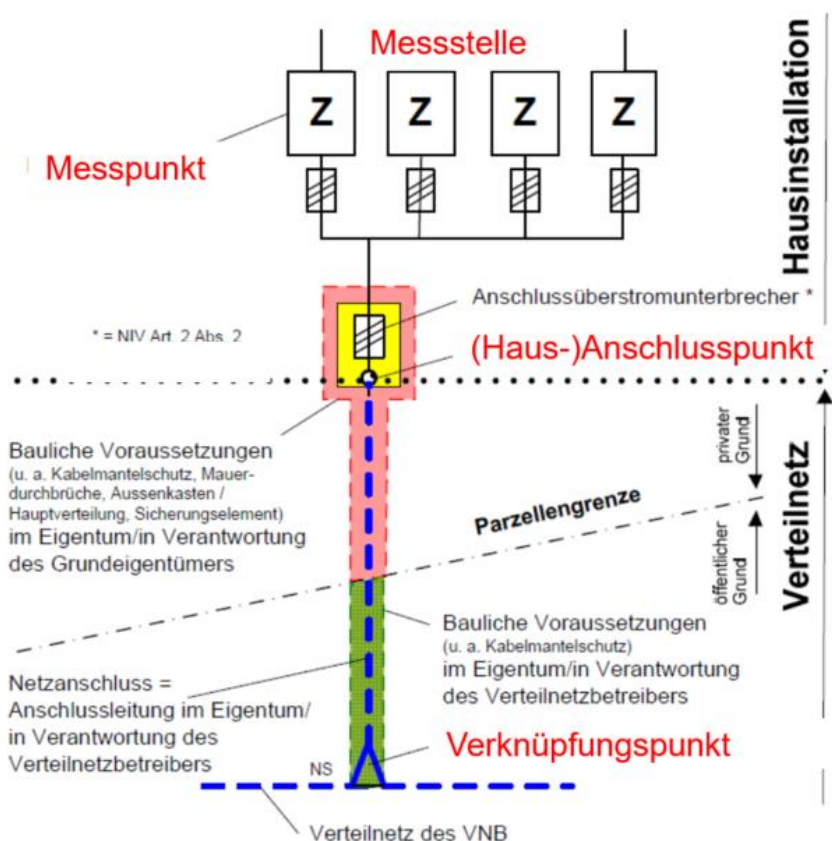 Messstelle
Z
Z
Z
Z
Messpunkt
Hausinstallation
Anschlussüberstromunterbrecher *
* = NIV Art. 2 Abs. 2
(Haus-)Anschlusspunkt
Bauliche Voraussetzungen
(u. a. Kabelmantelschutz, Mauer-
durchbrüche, Aussenkasten /
Hauptverteilung, Sicherungselement)
im Eigentum/in Verantwortung
des Grundeigentümers
privater
Grund
Parzellengrenze
öffentlicher
Grund
Verteilnetz
Bauliche Voraussetzungen
(u. a. Kabelmantelschutz)
im Eigentum/in Verantwortung
des Verteilnetzbetreibers
Netzanschluss =
Anschlussleitung im Eigentum/
in Verantwortung des
Verteilnetzbetreibers
Verknüpfungspunkt
NS
Verteilnetz des VNB